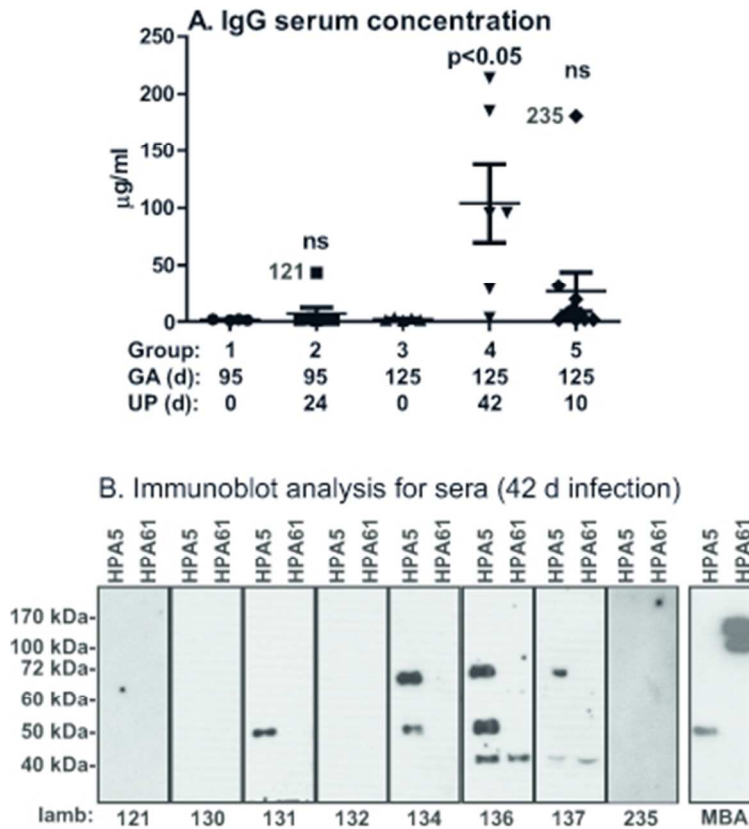 A. IgG serum concentration
250
200
150
100
50
0
μg/ml
p<0.05
ns
235
ns
121
Group: 1 2 3 4 5
GA (d): 95 95 125 125 125
UP (d): 0 24 0 42 10
B. Immunoblot analysis for sera (42 d infection)
HPA5 HPA61 HPA5 HPA61 HPA5 HPA61 HPA5 HPA61 HPA5 HPA61 HPA5 HPA61 HPA5 HPA61 HPA5 HPA61 HPA5 HPA61
170 kDa-
100 kDa-
72 kDa-
60 kDa-
50 kDa-
40 kDa-
lamb: 121 130 131 132 134 136 137 235 MBA